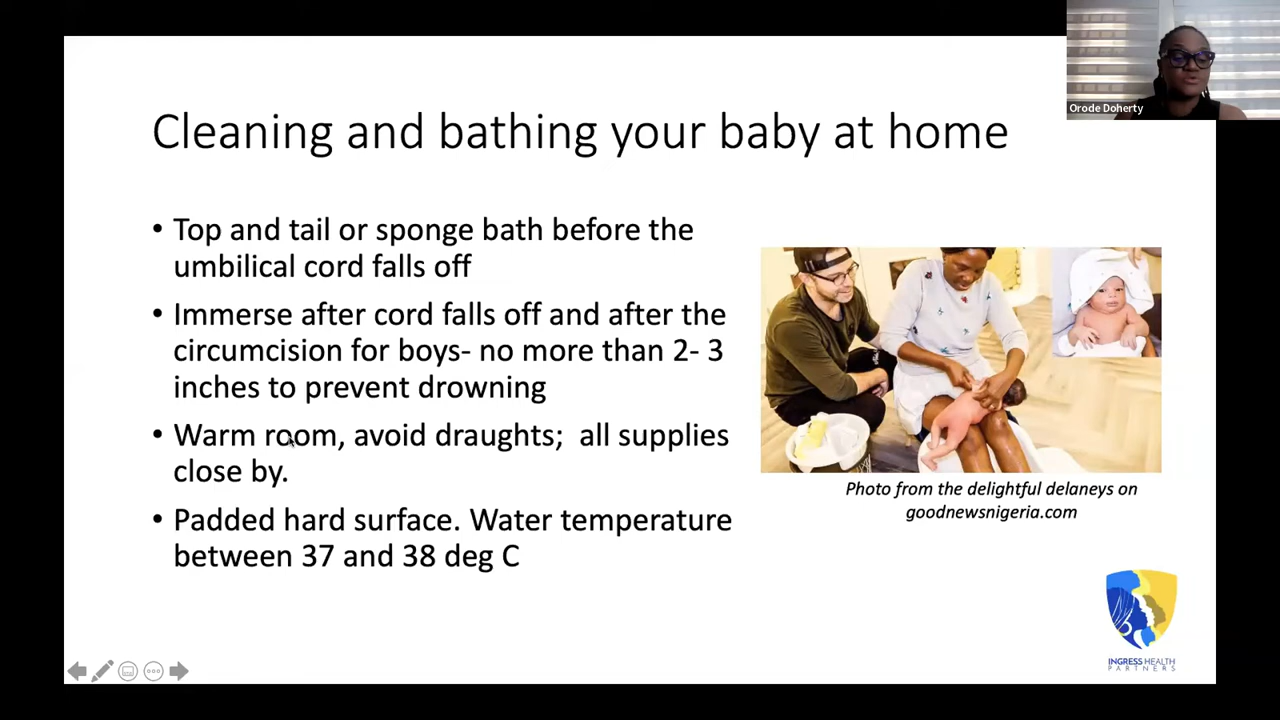 Orode Doherty
Cleaning and bathing your baby at home
• Top and tail or sponge bath before the
umbilical cord falls off
• Immerse after cord falls off and after the
circumcision for boys- no more than 2- 3
inches to prevent drowning
• Warm room, avoid draughts;  all supplies
close by.
• Padded hard surface. Water temperature
between 37 and 38 deg C
Photo from the delightful delaneys on
goodnewsnigeria.com
INGRESS HEALTH
PARTNERS